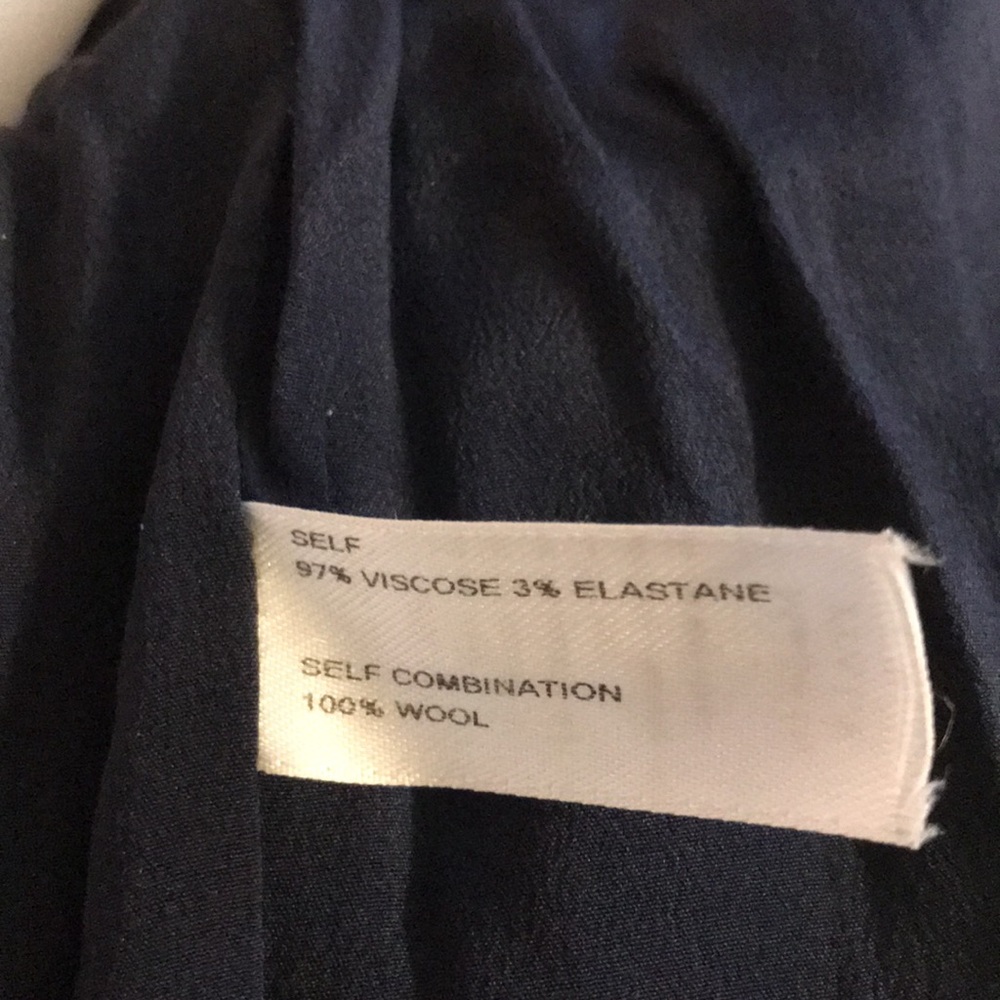 SELF
97% VISCOSE 3% ELASTANE
SELF COMBINATION
100% WOOL